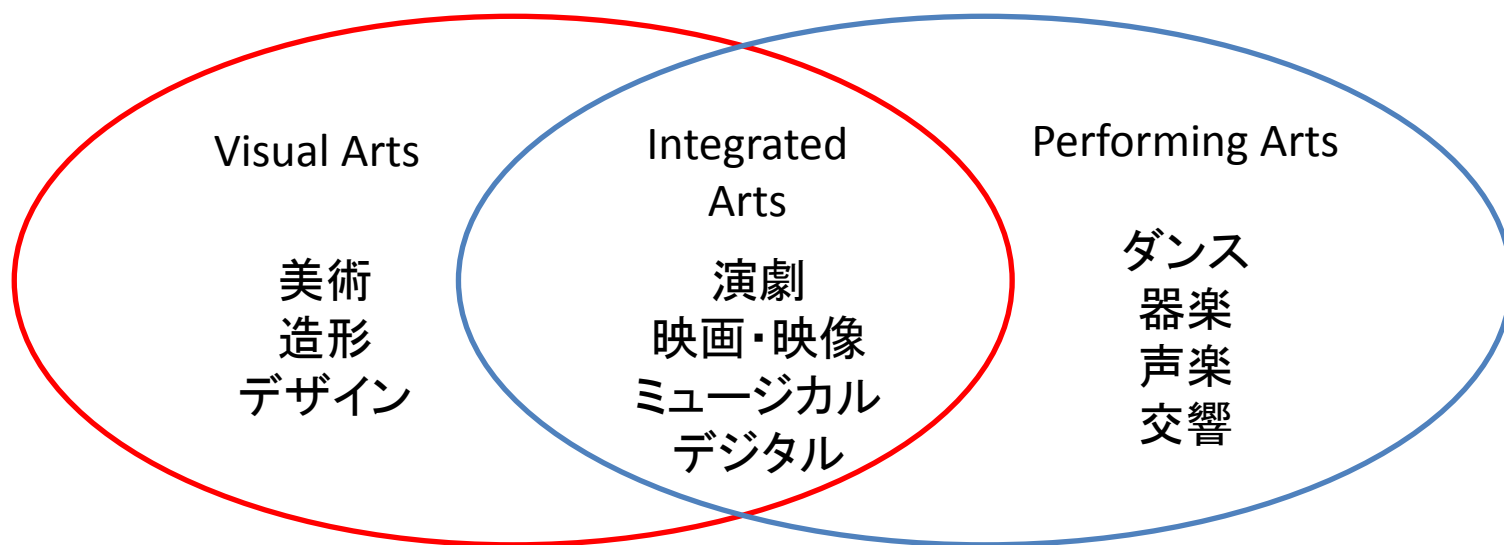 Visual Arts
美術
造形
デザイン
Integrated
Arts
演劇
映画・映像
ミュージカル
デジタル
Performing Arts
ダンス
器楽
声楽
交響